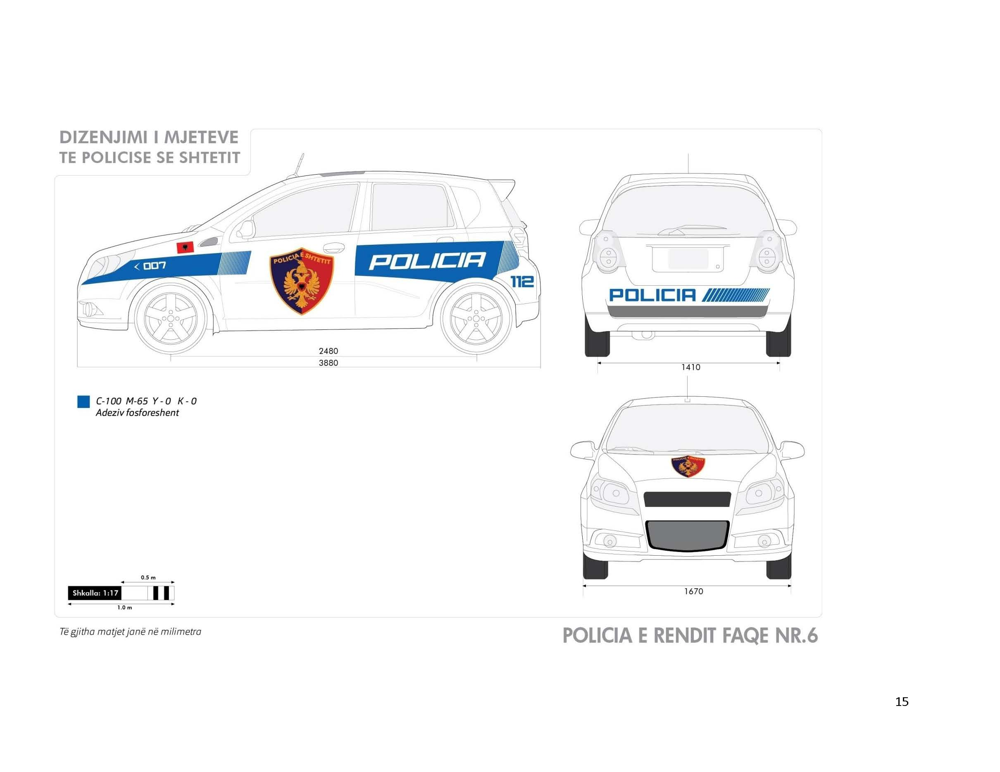 DIZENJIMI I MJETEVE
TE POLICISE SE SHTETIT
< 007
POLICIA E SHTETIT
POLICIA
112
2480
3880
POLICIA
1410
C-100 M-65 Y - 0 K - 0
Adeziv fosforeshent
POLICIA E SHTETIT
1670
0.5 m
Shkalla: 1:17
1.0 m
Të gjitha matjet janë në milimetra
POLICIA E RENDIT FAQE NR.6
15